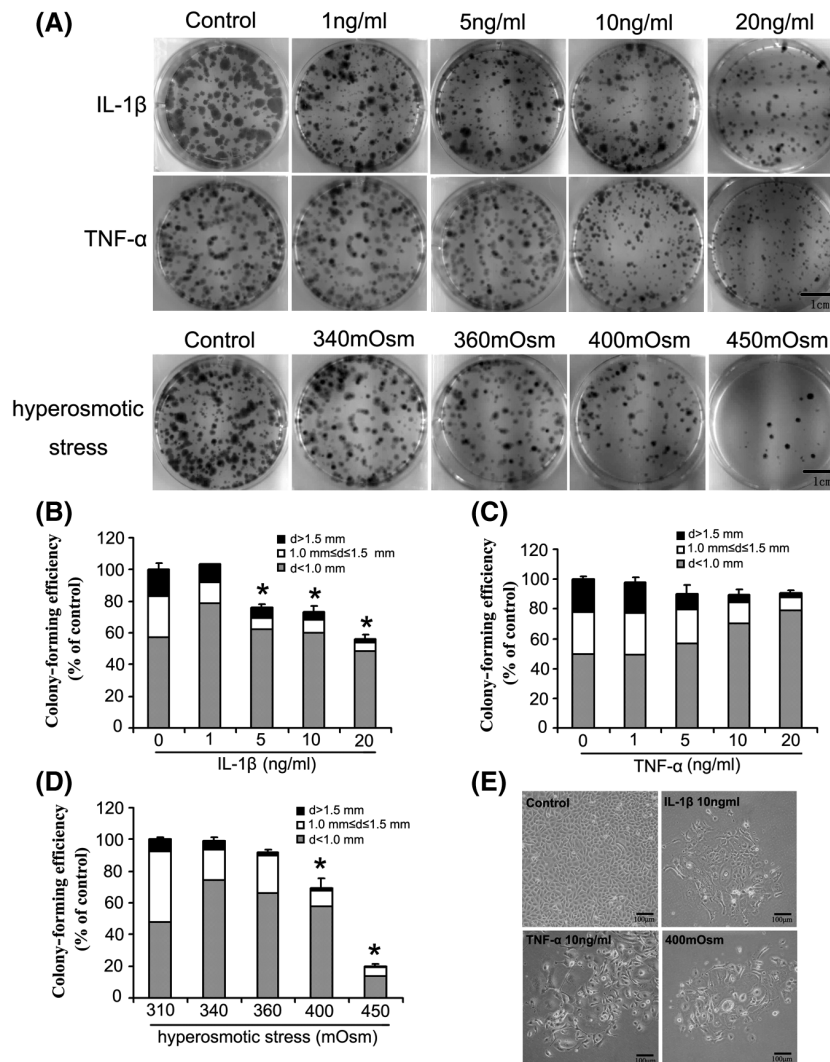 (A)
Control 1ng/ml 5ng/ml 10ng/ml 20ng/ml
IL-1β
TNF-α
1cm
Control 340mOsm 360mOsm 400mOsm 450mOsm
hyperosmotic
stress
1cm
(B)
Colony-forming efficiency
(% of control)
120
100
80
60
40
20
0
d>1.5 mm
1.0 mm≤d≤1.5 mm
d<1.0 mm
* * *
0 1 5 10 20
IL-1β (ng/ml)
(C)
Colony-forming efficiency
(% of control)
120
100
80
60
40
20
0
d>1.5 mm
1.0 mm≤d≤1.5 mm
d<1.0 mm
0 1 5 10 20
TNF-α (ng/ml)
(D)
Colony-forming efficiency
(% of control)
120
100
80
60
40
20
0
d>1.5 mm
1.0 mm≤d≤1.5 mm
d<1.0 mm
* *
310 340 360 400 450
hyperosmotic stress (mOsm)
(E)
Control
100μm
IL-1β 10ngml
100μm
TNF-α 10ng/ml
100μm
400mOsm
100μm